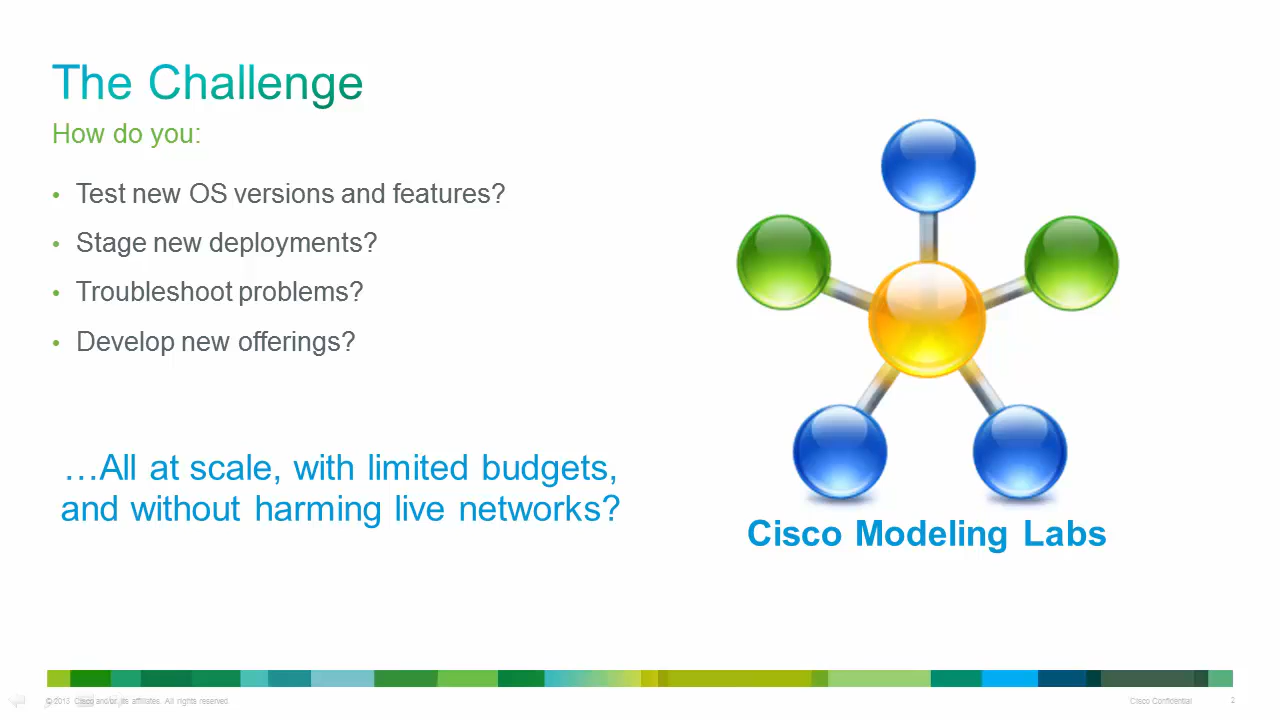 The Challenge
How do you:
• Test new OS versions and features?
• Stage new deployments?
• Troubleshoot problems?
• Develop new offerings?
…All at scale, with limited budgets,
and without harming live networks?
Cisco Modeling Labs
© 2013 Cisco and/or its affiliates. All rights reserved.
Cisco Confidential
2